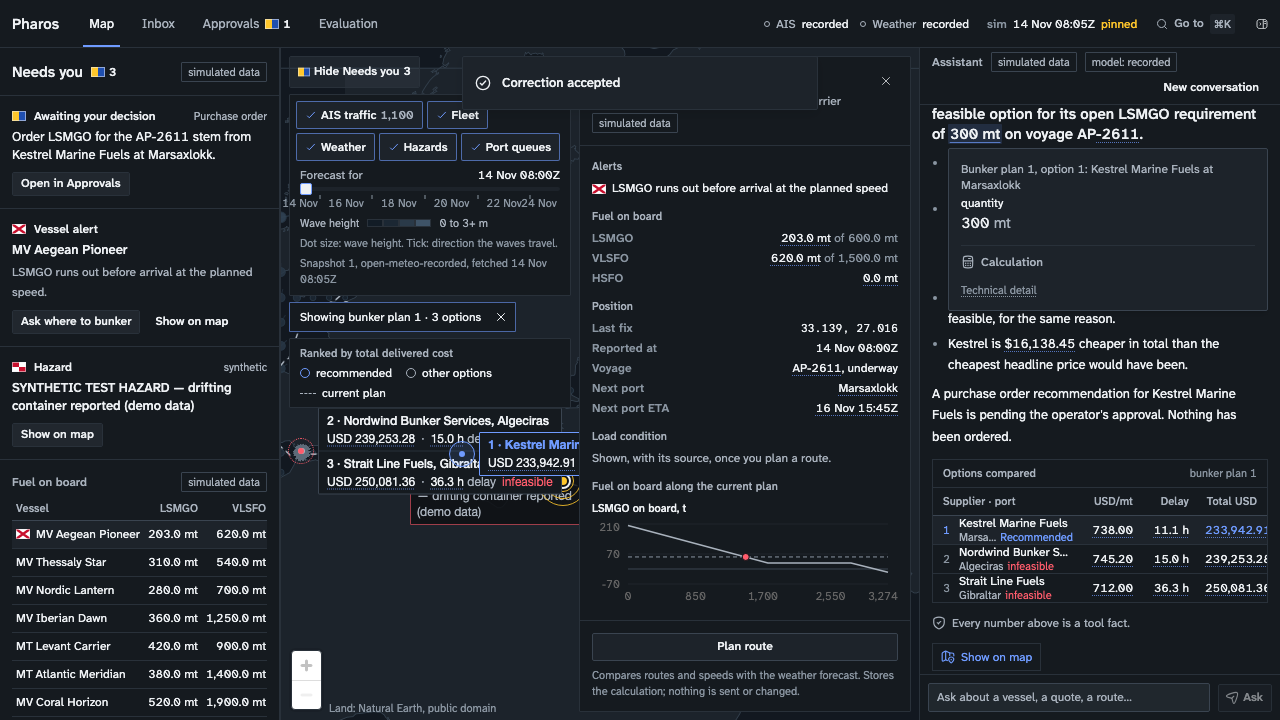 Pharos
Map
Inbox
Approvals 1
Evaluation
AIS recorded
Weather recorded
sim 14 Nov 08:05Z pinned
Go to ⌘K
Needs you 3
simulated data
Awaiting your decision
Purchase order
Order LSMGO for the AP-2611 stem from
Kestrel Marine Fuels at Marsaxlokk.
Open in Approvals
Vessel alert
MV Aegean Pioneer
LSMGO runs out before arrival at the planned
speed.
Ask where to bunker
Show on map
Hazard
synthetic
SYNTHETIC TEST HAZARD — drifting
container reported (demo data)
Show on map
Fuel on board
simulated data
Vessel LSMGO VLSFO
MV Aegean Pioneer 203.0 mt 620.0 mt
MV Thessaly Star 310.0 mt 540.0 mt
MV Nordic Lantern 280.0 mt 700.0 mt
MV Iberian Dawn 360.0 mt 1,250.0 mt
MT Levant Carrier 420.0 mt 900.0 mt
MT Atlantic Meridian 380.0 mt 1,400.0 mt
MV Coral Horizon 520.0 mt 1,900.0 mt
Hide Needs you 3
AIS traffic 1,100
Fleet
Weather
Hazards
Port queues
Forecast for 14 Nov 08:00Z
14 Nov 16 Nov 18 Nov 20 Nov 22 Nov 24 Nov
Wave height 0 to 3+ m
Dot size: wave height. Tick: direction the waves travel.
Snapshot 1, open-meteo-recorded, fetched 14 Nov
08:05Z
Showing bunker plan 1 · 3 options
Ranked by total delivered cost
recommended
other options
current plan
2 · Nordwind Bunker Services, Algeciras
USD 239,253.28 · 15.0 h de
1 · Kestrel Marin
USD 233,942.91
3 · Strait Line Fuels, Gibralt
USD 250,081.36 · 36.3 h delay infeasible
— drifting container reported
(demo data)
Land: Natural Earth, public domain
Correction accepted
rrier
simulated data
Alerts
LSMGO runs out before arrival at the planned speed
Fuel on board
LSMGO 203.0 mt of 600.0 mt
VLSFO 620.0 mt of 1,500.0 mt
HSFO 0.0 mt
Position
Last fix 33.139, 27.016
Reported at 14 Nov 08:00Z
Voyage AP-2611, underway
Next port Marsaxlokk
Next port ETA 16 Nov 15:45Z
Load condition
Shown, with its source, once you plan a route.
Fuel on board along the current plan
LSMGO on board, t
210
70
-70
0 850 1,700 2,550 3,274
Plan route
Compares routes and speeds with the weather forecast. Stores
the calculation; nothing is sent or changed.
Assistant
simulated data
model: recorded
New conversation
feasible option for its open LSMGO requirement
of 300 mt on voyage AP-2611.
Bunker plan 1, option 1: Kestrel Marine Fuels at
Marsaxlokk
quantity
300 mt
Calculation
Technical detail
feasible, for the same reason.
Kestrel is $16,138.45 cheaper in total than the
cheapest headline price would have been.
A purchase order recommendation for Kestrel Marine
Fuels is pending the operator's approval. Nothing has
been ordered.
Options compared
bunker plan 1
Supplier · port USD/mt Delay Total USD
1 Kestrel Marine Fuels
Marsa... Recommended
738.00 11.1 h 233,942.91
2 Nordwind Bunker S...
Algeciras infeasible
745.20 15.0 h 239,253.28
3 Strait Line Fuels
Gibraltar infeasible
712.00 36.3 h 250,081.36
Every number above is a tool fact.
Show on map
Ask about a vessel, a quote, a route...
Ask